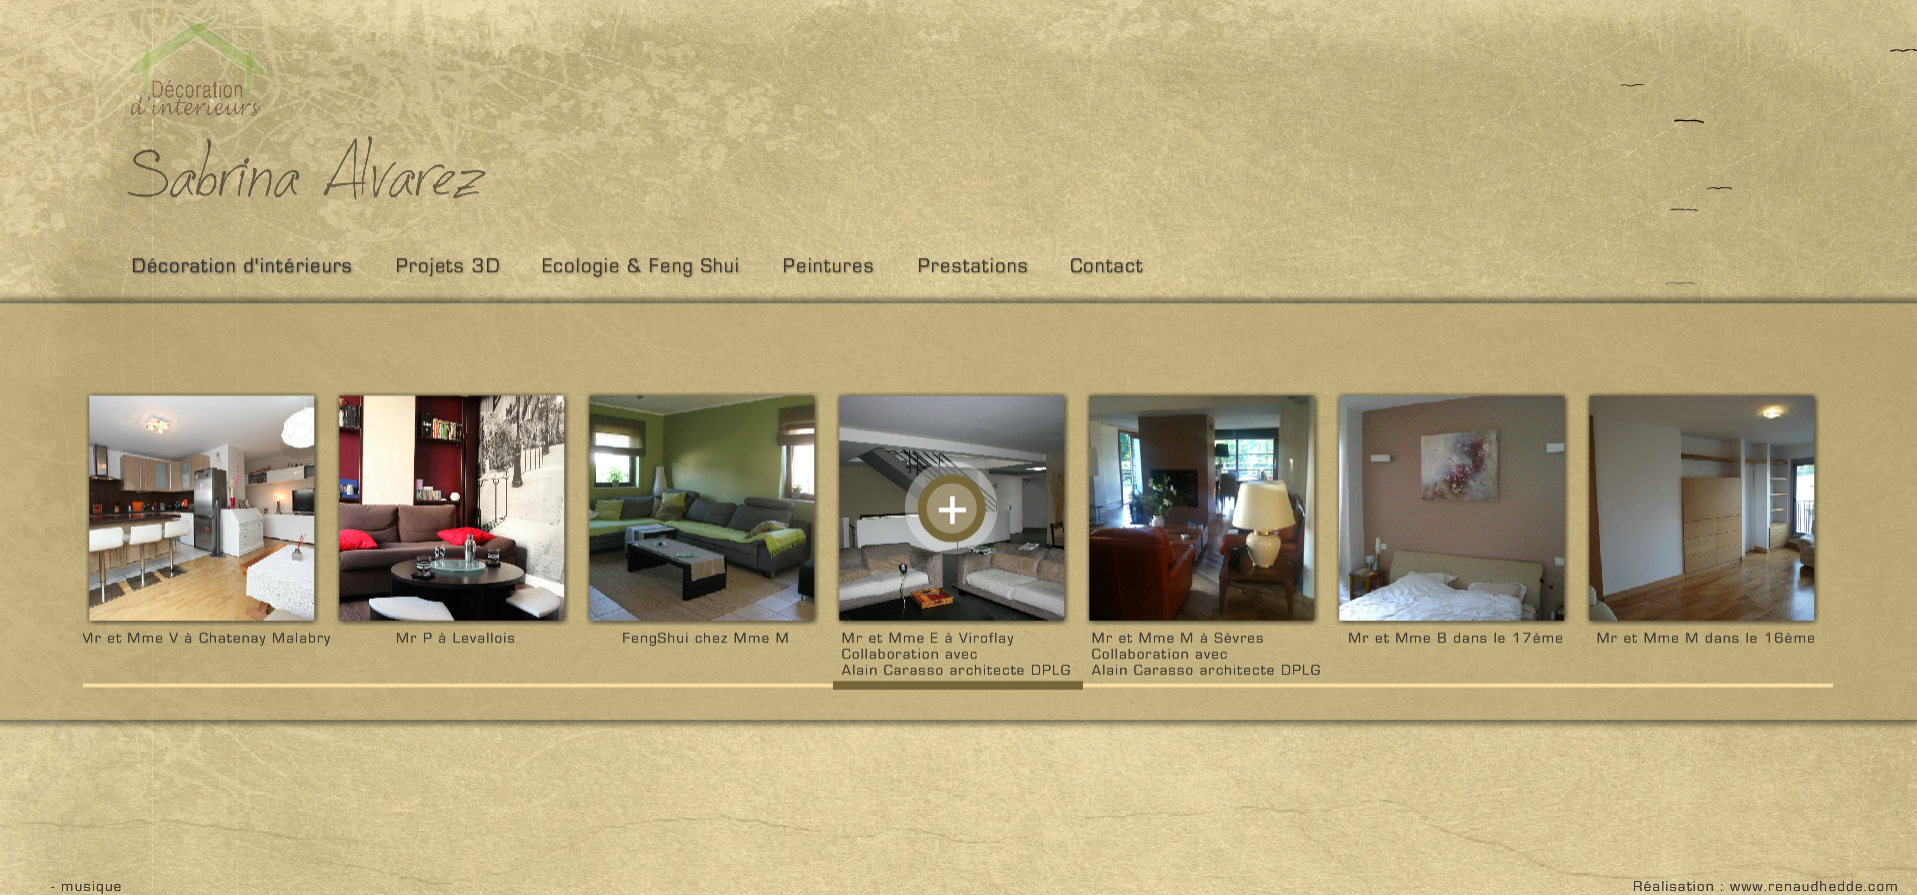 Décoration
d'interieurs
Sabrina Alvarez
Décoration d'intérieurs
Projets 3D
Ecologie & Feng Shui
Peintures
Prestations
Contact
Mr et Mme V à Chatenay Malabry
Mr P à Levallois
FengShui chez Mme M
Mr et Mme E à Viroflay
Collaboration avec
Alain Carasso architecte DPLG
Mr et Mme M à Sèvres
Collaboration avec
Alain Carasso architecte DPLG
Mr et Mme B dans le 17ème
Mr et Mme M dans le 16ème
- musique
Réalisation : www.renaudhedde.com